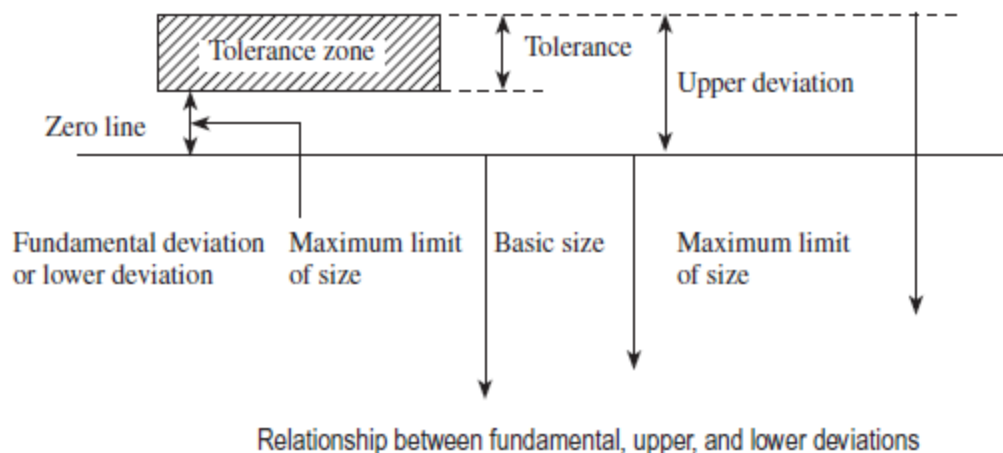 Tolerance zone
Tolerance
Upper deviation
Zero line
Fundamental deviation
or lower deviation
Maximum limit
of size
Basic size
Maximum limit
of size
Relationship between fundamental, upper, and lower deviations